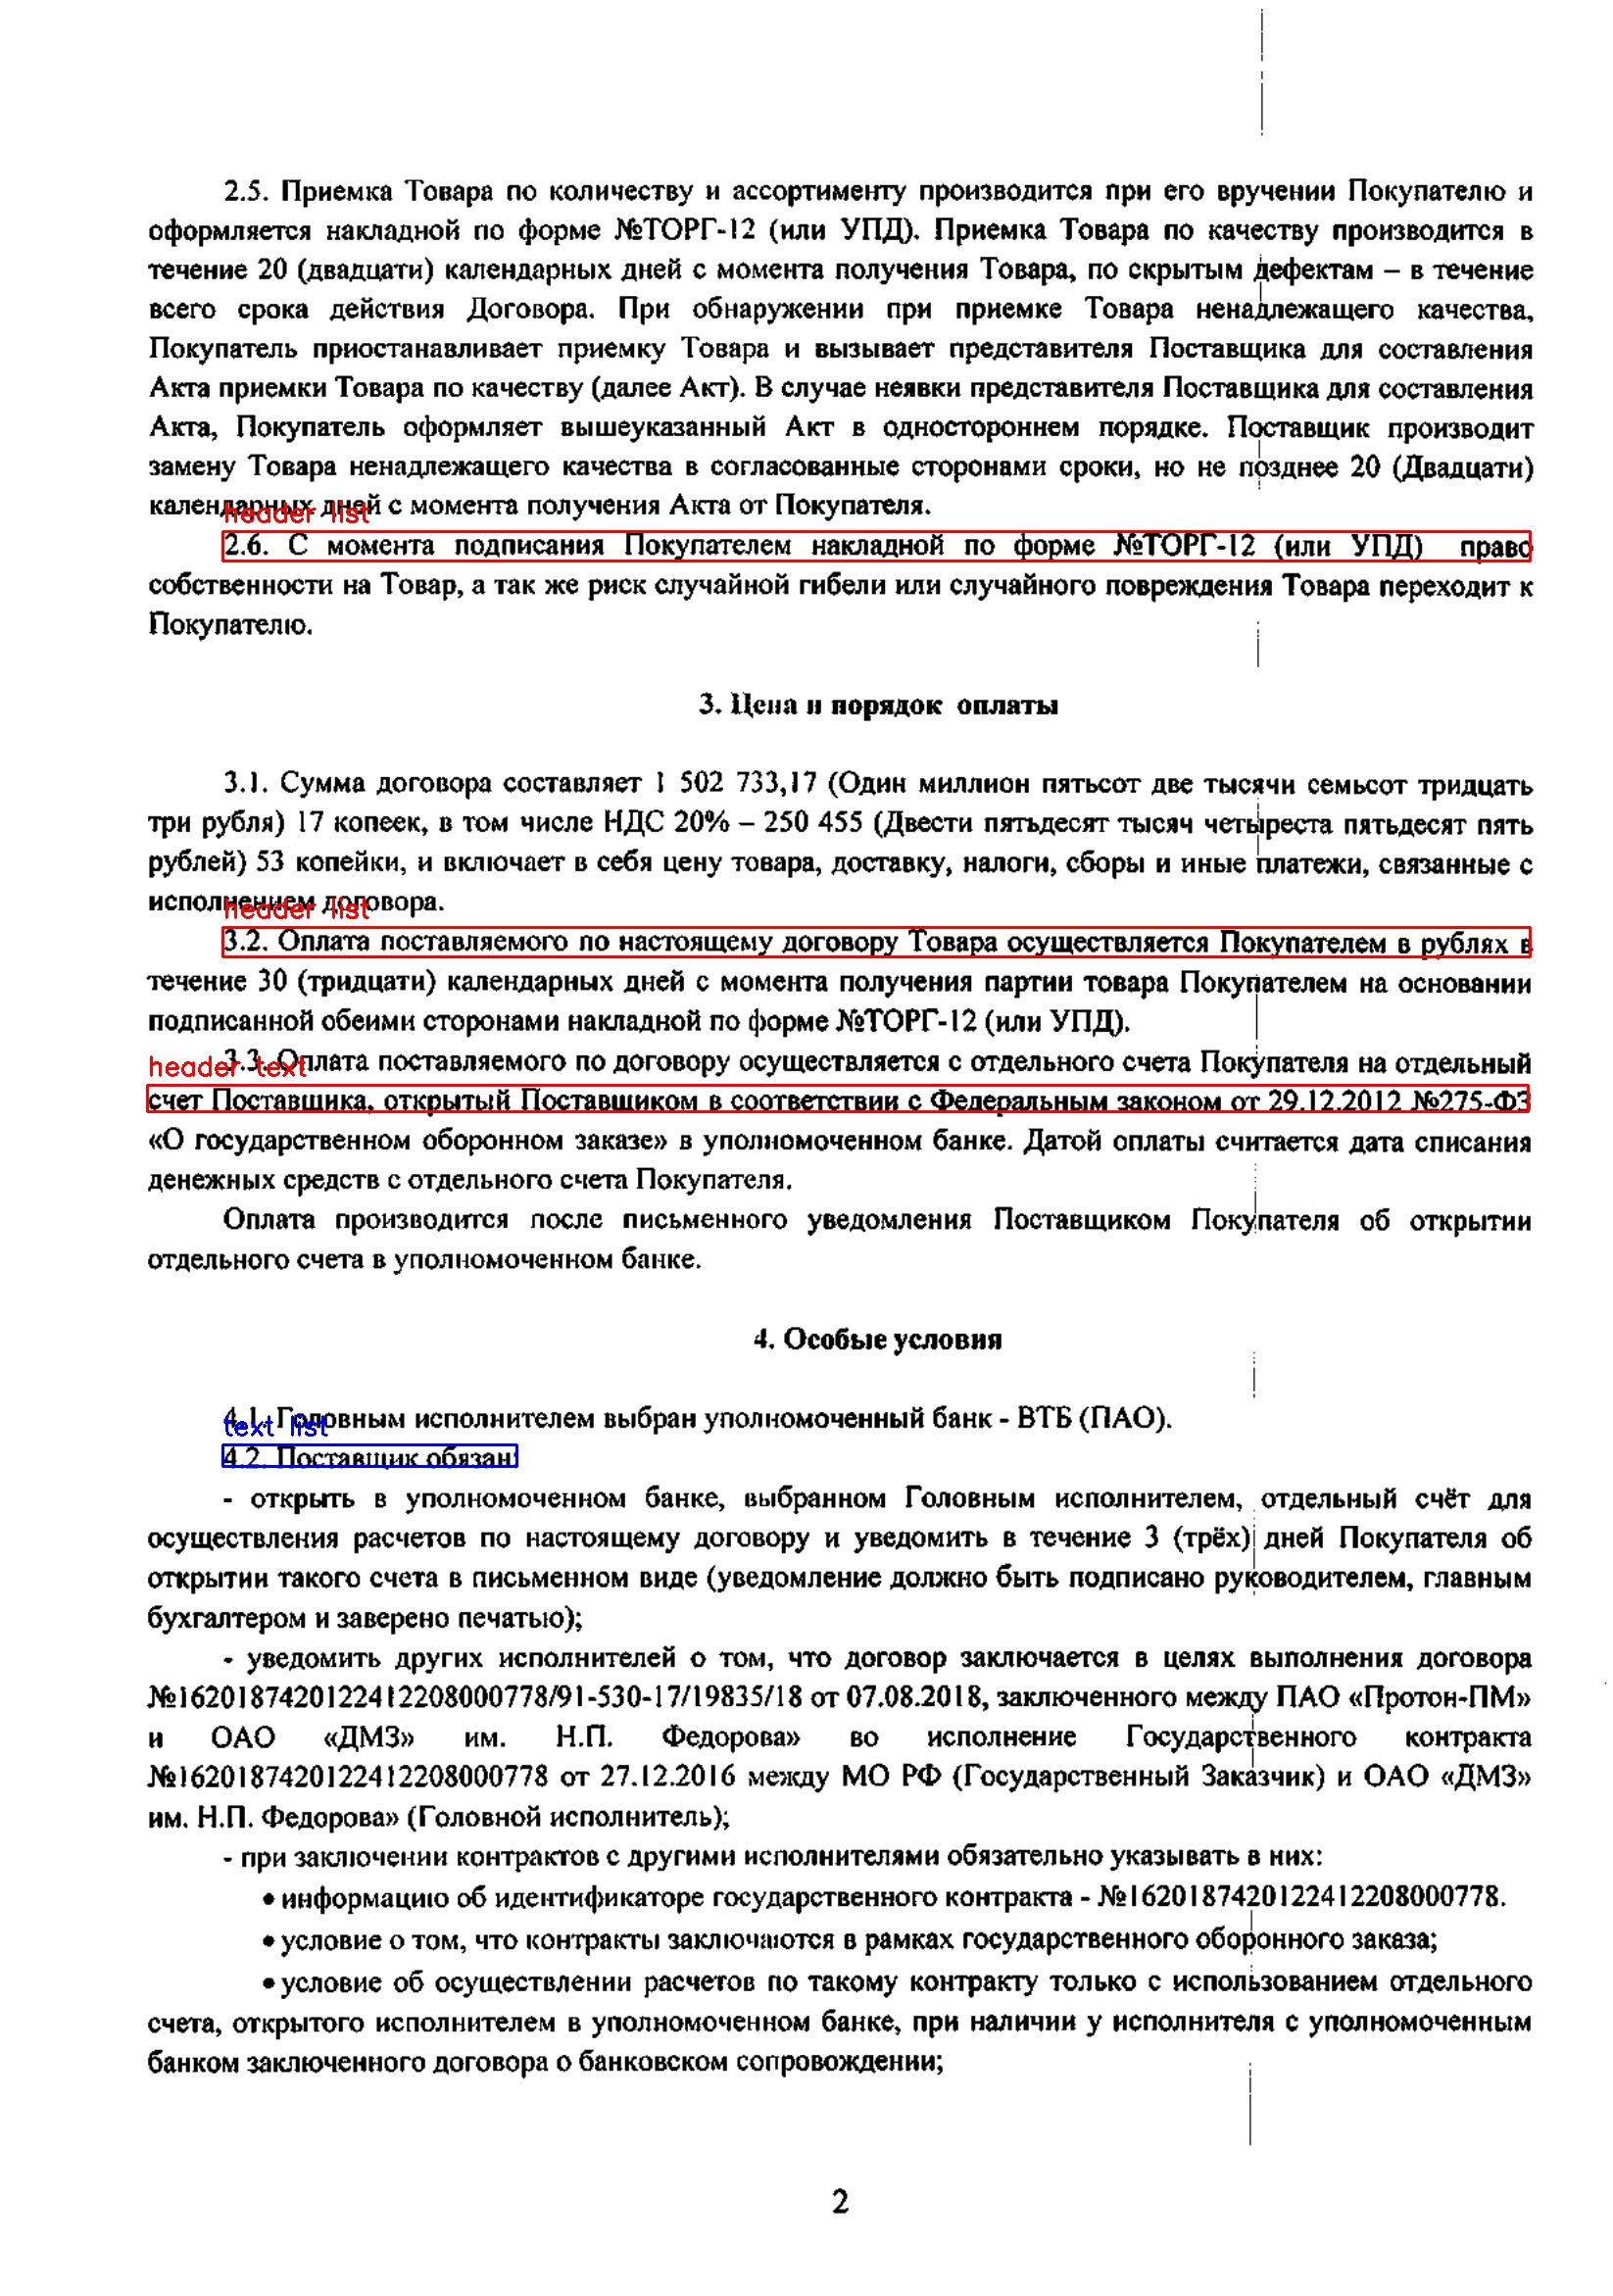 2.5. Приемка Товара по количеству и ассортименту производится при его вручении Покупателю и
оформляется накладной по форме №ТОРГ-12 (или УПД). Приемка Товара по качеству производится в
течение 20 (двадцати) календарных дней с момента получения Товара, по скрытым дефектам – в течение
всего срока действия Договора. При обнаружении при приемке Товара ненадлежащего качества,
Покупатель приостанавливает приемку Товара и вызывает представителя Поставщика для составления
Акта приемки Товара по качеству (далее Акт). В случае неявки представителя Поставщика для составления
Акта, Покупатель оформляет вышеуказанный Акт в одностороннем порядке. Поставщик производит
замену Товара ненадлежащего качества в согласованные сторонами сроки, но не позднее 20 (Двадцати)
календарных дней с момента получения Акта от Покупателя.
header list
2.6. С момента подписания Покупателем накладной по форме №ТОРГ-12 (или УПД) право
собственности на Товар, а так же риск случайной гибели или случайного повреждения Товара переходит к
Покупателю.
3. Цена и порядок оплаты
3.1. Сумма договора составляет 1 502 733,17 (Один миллион пятьсот две тысячи семьсот тридцать
три рубля) 17 копеек, в том числе НДС 20% – 250 455 (Двести пятьдесят тысяч четыреста пятьдесят пять
рублей) 53 копейки, и включает в себя цену товара, доставку, налоги, сборы и иные платежи, связанные с
исполнением договора.
header list
3.2. Оплата поставляемого по настоящему договору Товара осуществляется Покупателем в рублях в
течение 30 (тридцати) календарных дней с момента получения партии товара Покупателем на основании
подписанной обеими сторонами накладной по форме №ТОРГ-12 (или УПД).
3.3. Оплата поставляемого по договору осуществляется с отдельного счета Покупателя на отдельный
header text
счет Поставщика, открытый Поставщиком в соответствии с Федеральным законом от 29.12.2012 №275-ФЗ
«О государственном оборонном заказе» в уполномоченном банке. Датой оплаты считается дата списания
денежных средств с отдельного счета Покупателя.
Оплата производится после письменного уведомления Поставщиком Покупателя об открытии
отдельного счета в уполномоченном банке.
4. Особые условия
4.1. Головным исполнителем выбран уполномоченный банк - ВТБ (ПАО).
text list
4.2. Поставщик обязан:
- открыть в уполномоченном банке, выбранном Головным исполнителем, отдельный счёт для
осуществления расчетов по настоящему договору и уведомить в течение 3 (трёх) дней Покупателя об
открытии такого счета в письменном виде (уведомление должно быть подписано руководителем, главным
бухгалтером и заверено печатью);
- уведомить других исполнителей о том, что договор заключается в целях выполнения договора
№1620187420122412208000778/91-530-17/19835/18 от 07.08.2018, заключенного между ПАО «Протон-ПМ»
и ОАО «ДМЗ» им. Н.П. Федорова» во исполнение Государственного контракта
№1620187420122412208000778 от 27.12.2016 между МО РФ (Государственный Заказчик) и ОАО «ДМЗ»
им. Н.П. Федорова» (Головной исполнитель);
- при заключении контрактов с другими исполнителями обязательно указывать в них:
• информацию об идентификаторе государственного контракта - №1620187420122412208000778.
• условие о том, что контракты заключаются в рамках государственного оборонного заказа;
• условие об осуществлении расчетов по такому контракту только с использованием отдельного
счета, открытого исполнителем в уполномоченном банке, при наличии у исполнителя с уполномоченным
банком заключенного договора о банковском сопровождении;
2